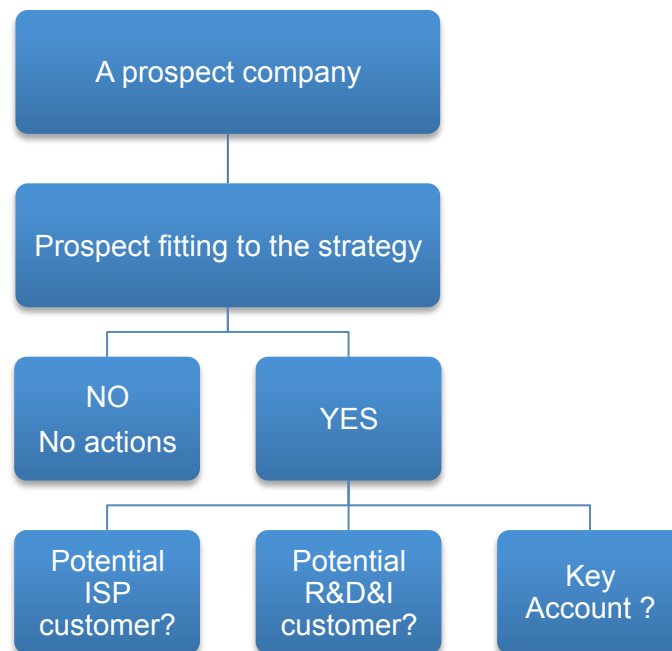 A prospect company
Prospect fitting to the strategy
NO
No actions
YES
Potential
ISP
customer?
Potential
R&D&I
customer?
Key
Account ?